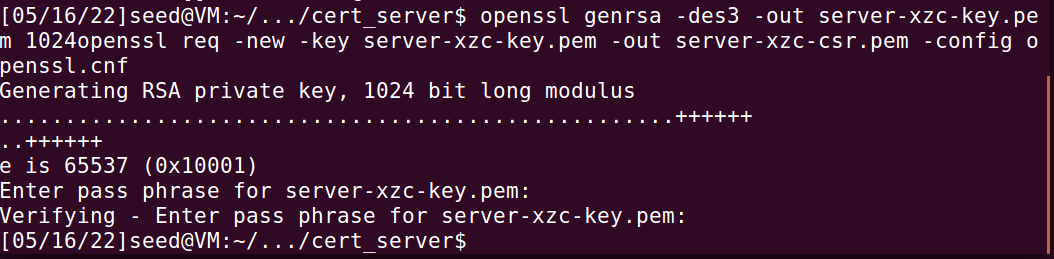 [05/16/22]seed@VM:~/.../cert_server$ openssl genrsa -des3 -out server-xzc-key.pe
m 1024openssl req -new -key server-xzc-key.pem -out server-xzc-csr.pem -config o
penssl.cnf
Generating RSA private key, 1024 bit long modulus
....................................................++++++
..++++++
e is 65537 (0x10001)
Enter pass phrase for server-xzc-key.pem:
Verifying - Enter pass phrase for server-xzc-key.pem:
[05/16/22]seed@VM:~/.../cert_server$